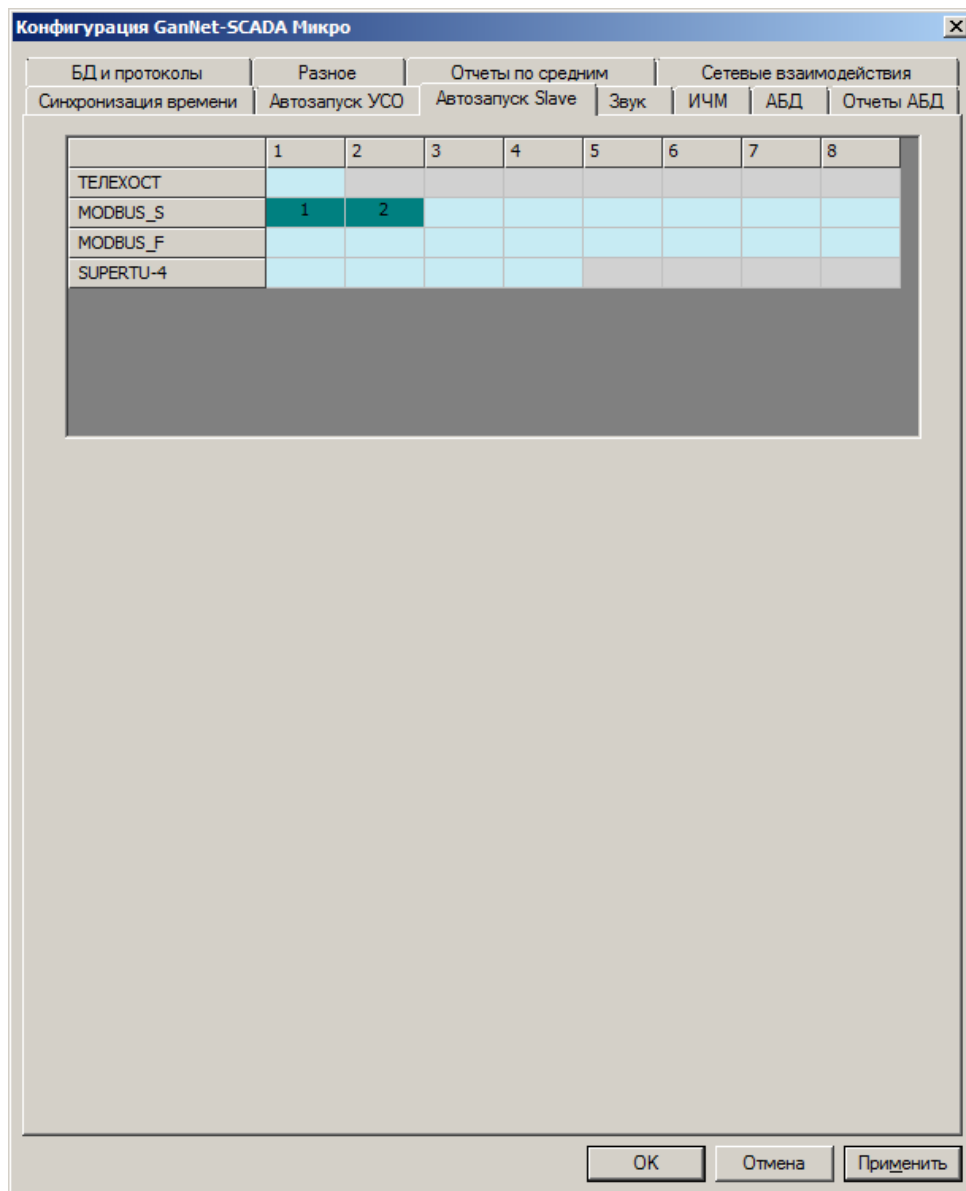 Конфигурация GanNet-SCADA Микро
БД и протоколы Разное Отчеты по средним Сетевые взаимодействия
Синхронизация времени Автозапуск УСО Автозапуск Slave Звук ИЧМ АБД Отчеты АБД
1 2 3 4 5 6 7 8
ТЕЛЕХОСТ
MODBUS_S 1 2
MODBUS_F
SUPERTU-4
OK Отмена Применить